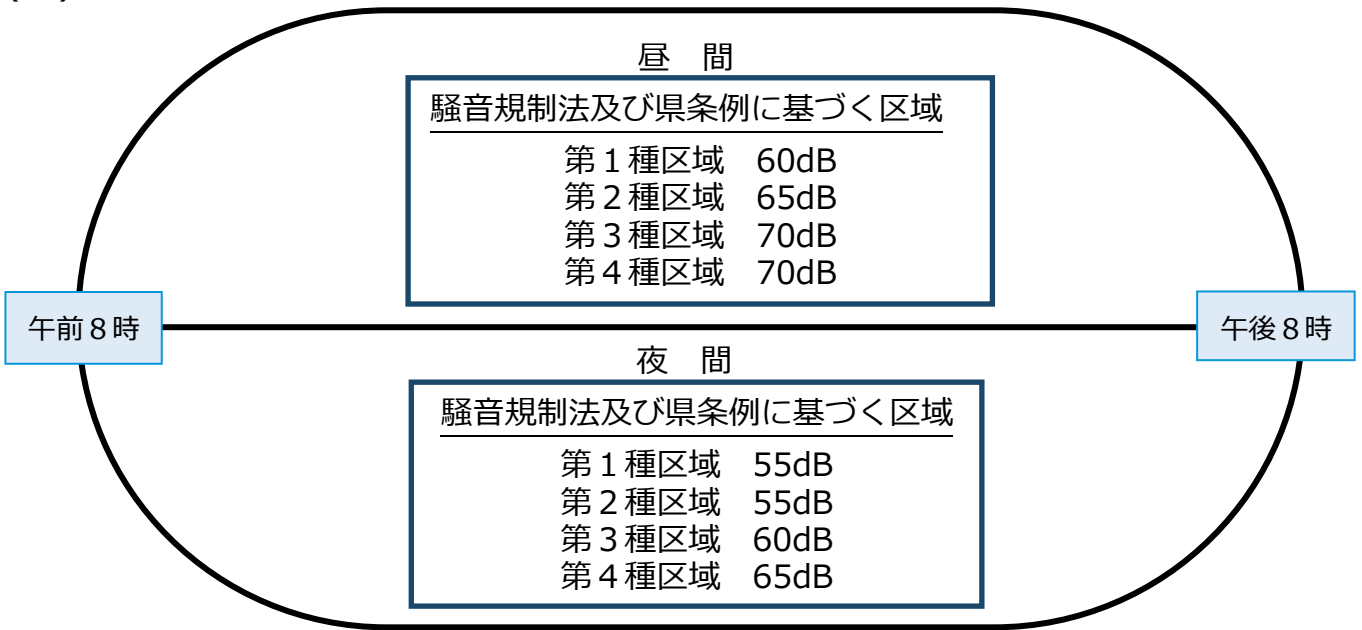 昼　間
騒音規制法及び県条例に基づく区域
第１種区域　60dB
第２種区域　65dB
第３種区域　70dB
第４種区域　70dB
午前８時
午後８時
夜　間
騒音規制法及び県条例に基づく区域
第１種区域　55dB
第２種区域　55dB
第３種区域　60dB
第４種区域　65dB